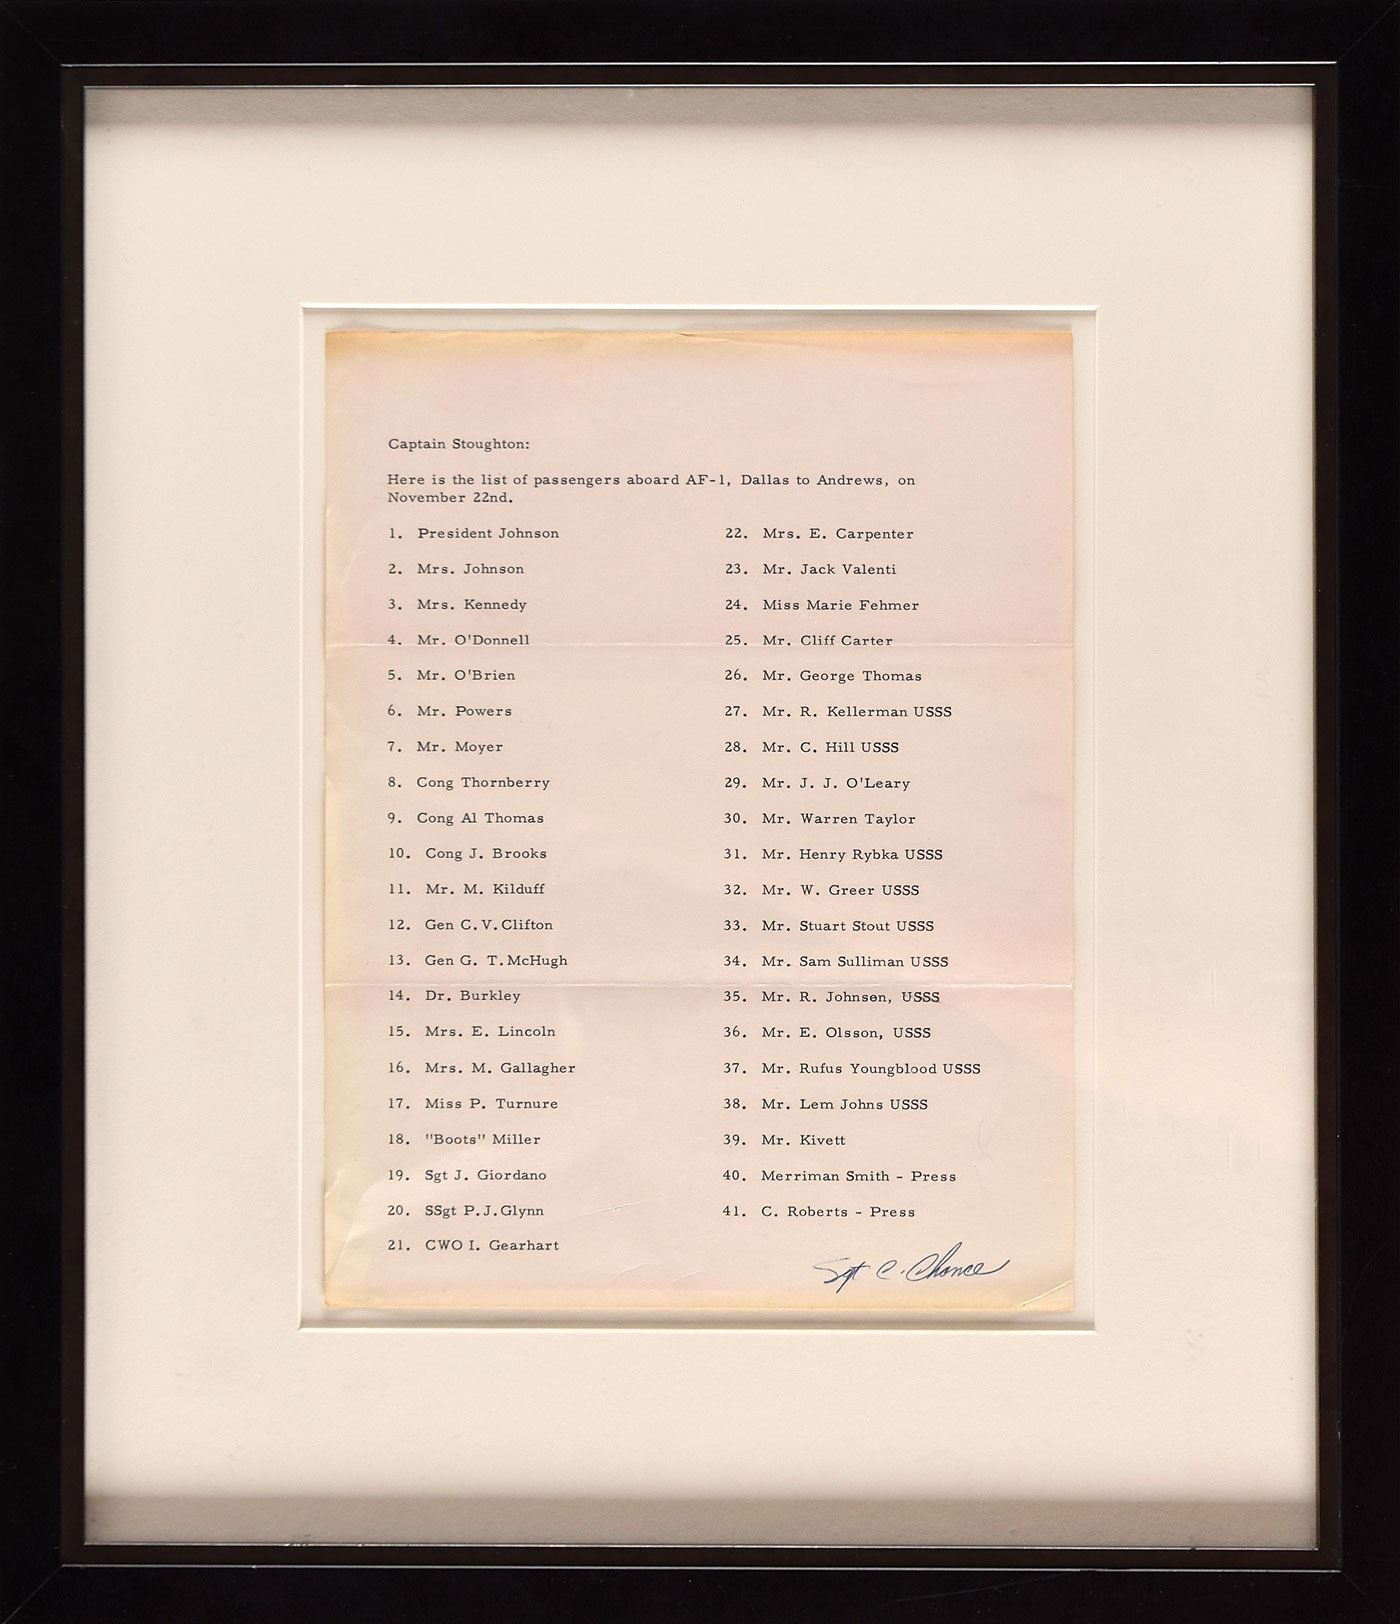 Captain Stoughton:
Here is the list of passengers aboard AF-1, Dallas to Andrews, on
November 22nd.
1. President Johnson
2. Mrs. Johnson
3. Mrs. Kennedy
4. Mr. O'Donnell
5. Mr. O'Brien
6. Mr. Powers
7. Mr. Moyer
8. Cong Thornberry
9. Cong Al Thomas
10. Cong J. Brooks
11. Mr. M. Kilduff
12. Gen C. V. Clifton
13. Gen G. T. McHugh
14. Dr. Burkley
15. Mrs. E. Lincoln
16. Mrs. M. Gallagher
17. Miss P. Turnure
18. "Boots" Miller
19. Sgt J. Giordano
20. SSgt P. J. Glynn
21. CWO I. Gearhart
22. Mrs. E. Carpenter
23. Mr. Jack Valenti
24. Miss Marie Fehmer
25. Mr. Cliff Carter
26. Mr. George Thomas
27. Mr. R. Kellerman USSS
28. Mr. C. Hill USSS
29. Mr. J. J. O'Leary
30. Mr. Warren Taylor
31. Mr. Henry Rybka USSS
32. Mr. W. Greer USSS
33. Mr. Stuart Stout USSS
34. Mr. Sam Sulliman USSS
35. Mr. R. Johnsen, USSS
36. Mr. E. Olsson, USSS
37. Mr. Rufus Youngblood USSS
38. Mr. Lem Johns USSS
39. Mr. Kivett
40. Merriman Smith - Press
41. C. Roberts - Press
Sgt C. Chance